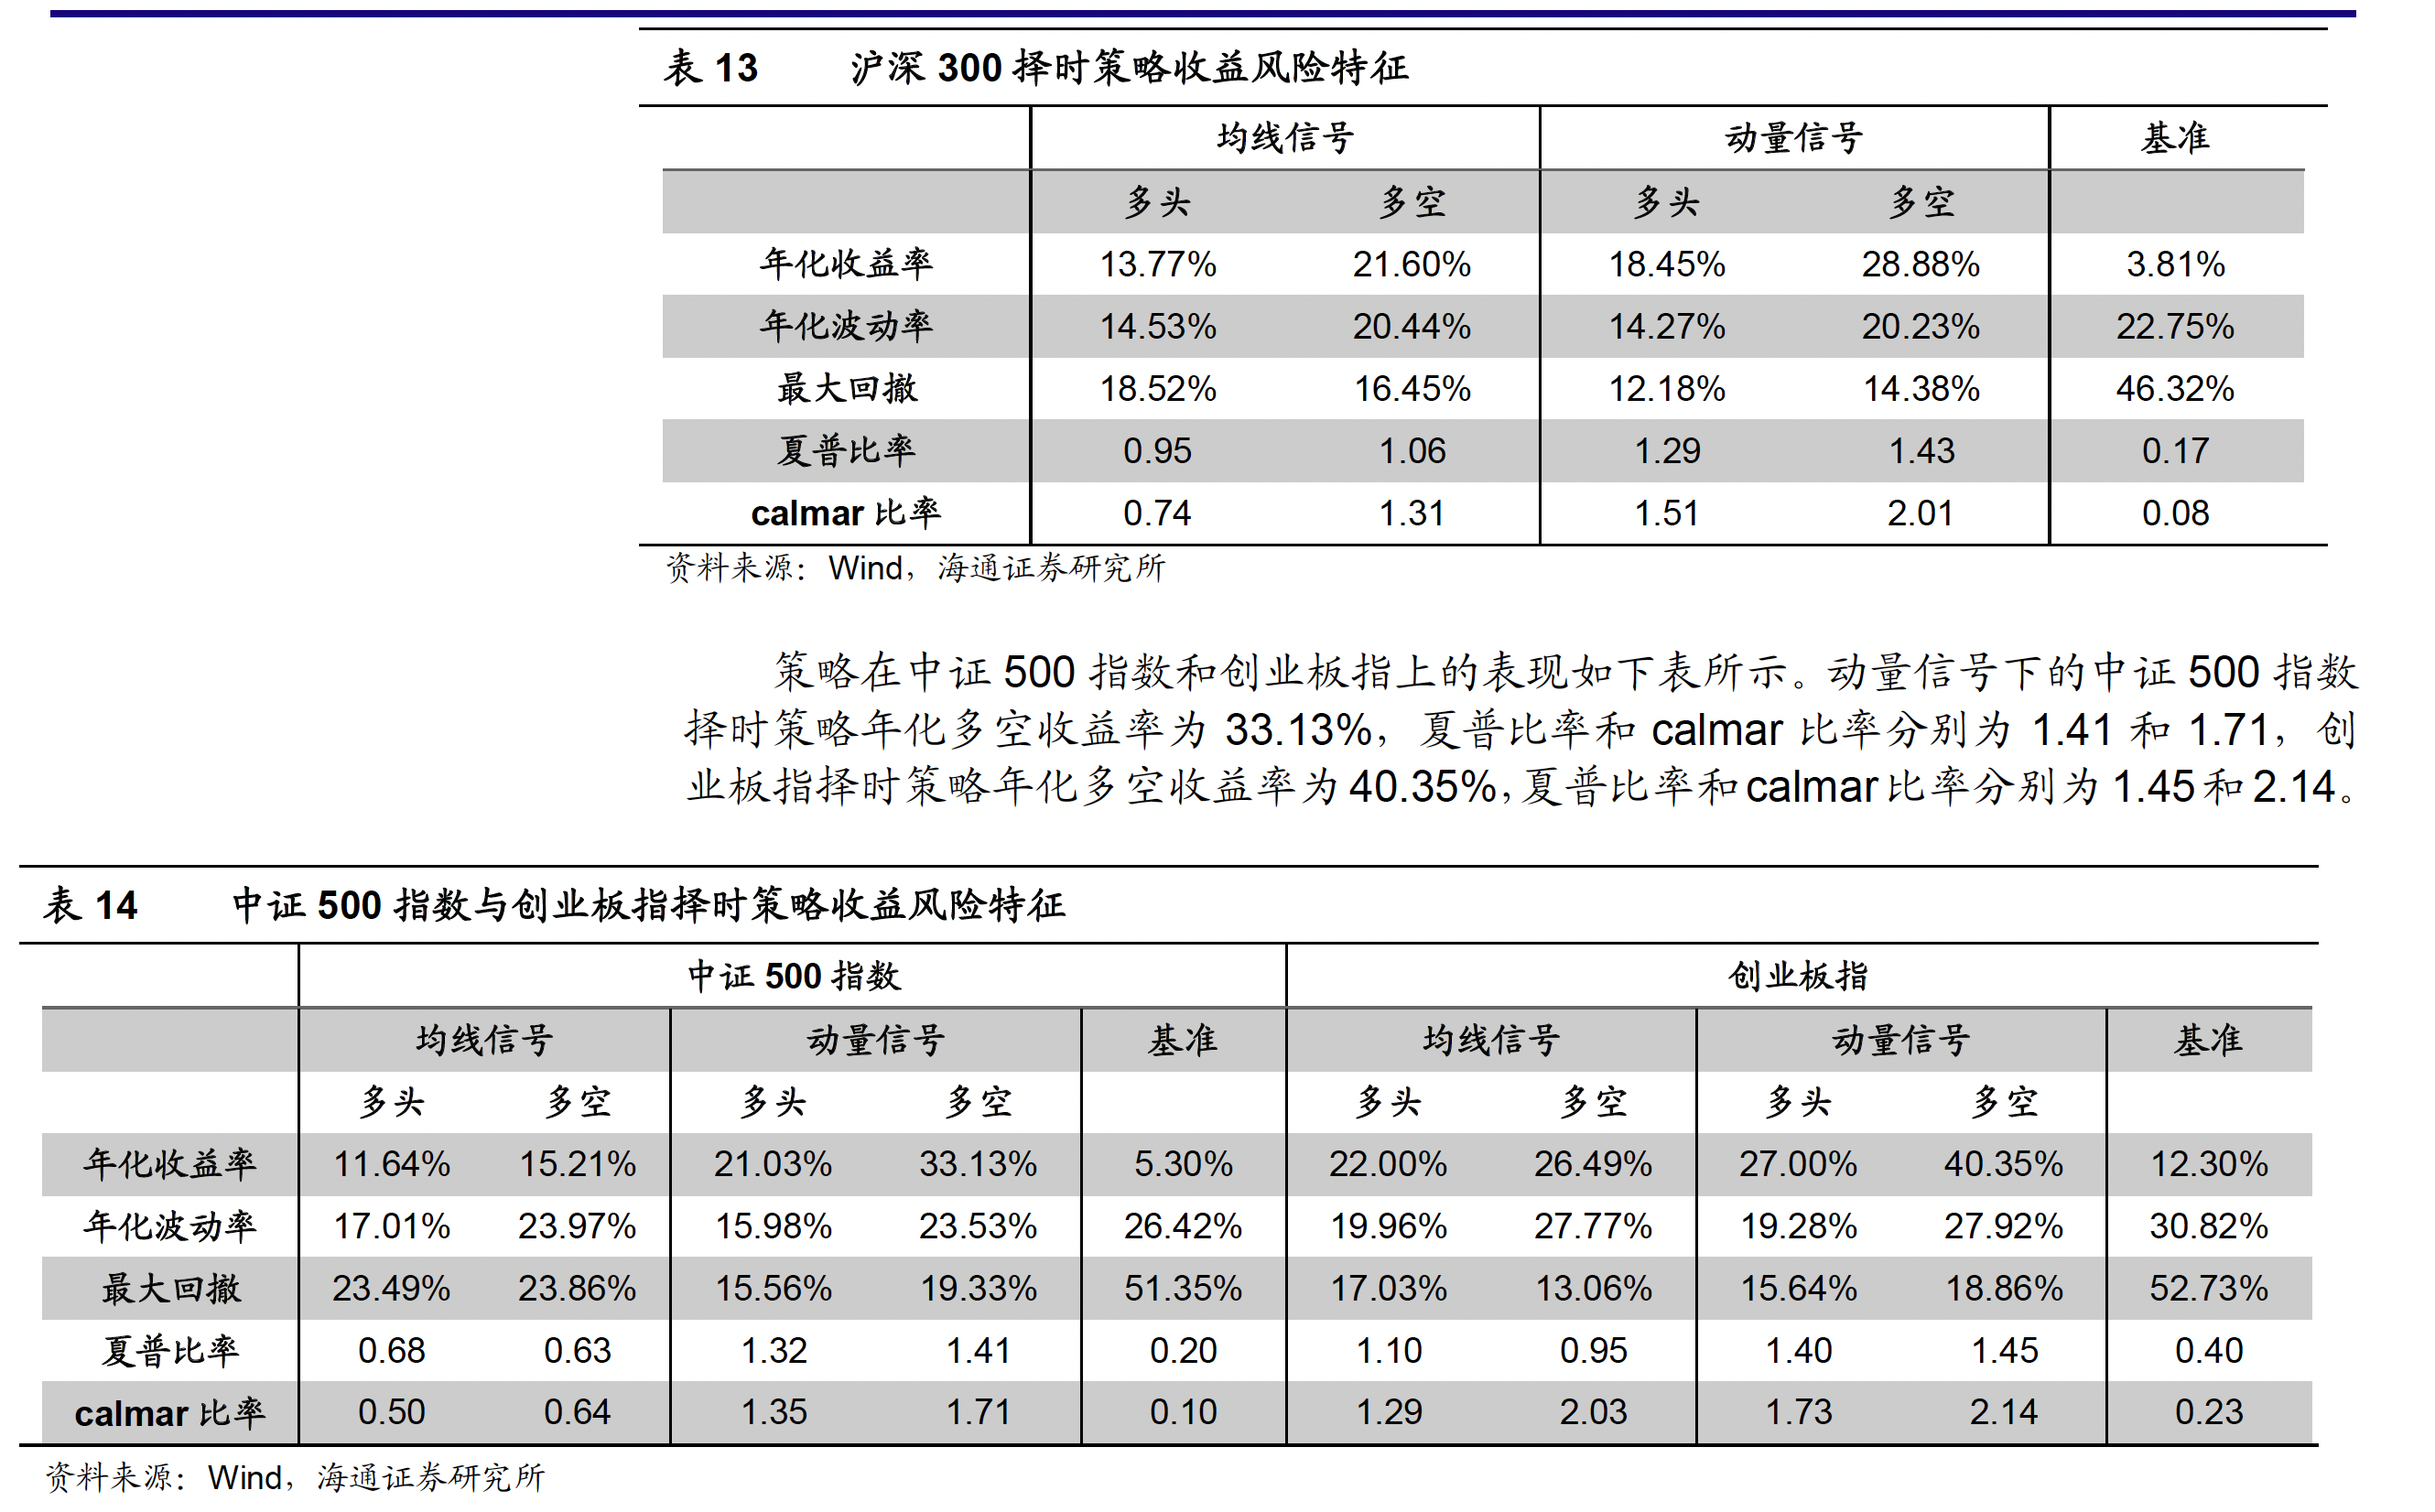 表 13 沪深 300 择时策略收益风险特征
均线信号 动量信号 基准
多头 多空 多头 多空
年化收益率 13.77% 21.60% 18.45% 28.88% 3.81%
年化波动率 14.53% 20.44% 14.27% 20.23% 22.75%
最大回撤 18.52% 16.45% 12.18% 14.38% 46.32%
夏普比率 0.95 1.06 1.29 1.43 0.17
calmar 比率 0.74 1.31 1.51 2.01 0.08
资料来源：Wind，海通证券研究所
策略在中证 500 指数和创业板指上的表现如下表所示。动量信号下的中证 500 指数
择时策略年化多空收益率为 33.13%，夏普比率和 calmar 比率分别为 1.41 和 1.71，创
业板指择时策略年化多空收益率为 40.35%，夏普比率和 calmar 比率分别为 1.45 和 2.14。
表 14 中证 500 指数与创业板指择时策略收益风险特征
中证 500 指数 创业板指
均线信号 动量信号 基准 均线信号 动量信号 基准
多头 多空 多头 多空 多头 多空 多头 多空
年化收益率 11.64% 15.21% 21.03% 33.13% 5.30% 22.00% 26.49% 27.00% 40.35% 12.30%
年化波动率 17.01% 23.97% 15.98% 23.53% 26.42% 19.96% 27.77% 19.28% 27.92% 30.82%
最大回撤 23.49% 23.86% 15.56% 19.33% 51.35% 17.03% 13.06% 15.64% 18.86% 52.73%
夏普比率 0.68 0.63 1.32 1.41 0.20 1.10 0.95 1.40 1.45 0.40
calmar 比率 0.50 0.64 1.35 1.71 0.10 1.29 2.03 1.73 2.14 0.23
资料来源：Wind，海通证券研究所